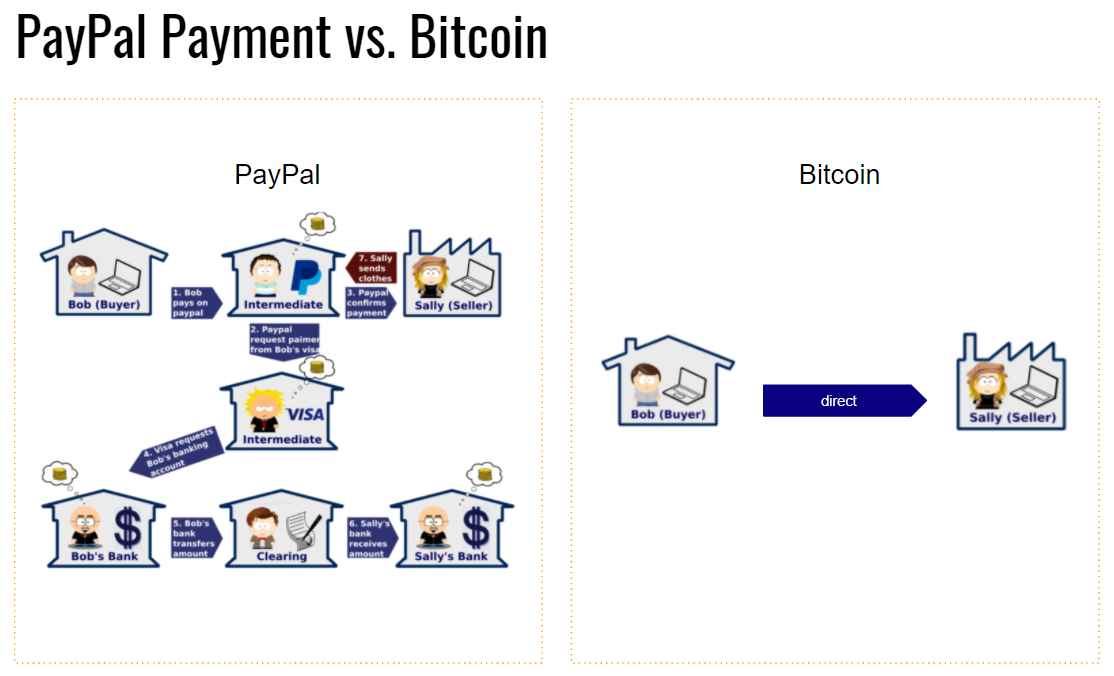 PayPal Payment vs. Bitcoin
PayPal
Bob (Buyer)
1. Bob
pays on
paypal
Intermediate
7. Sally
sends
clothes
3. Paypal
confirms
payment
Sally (Seller)
2. Paypal
request paimen
from Bob's visa
VISA
Intermediate
4. Visa requests
Bob's banking
account
$
Bob's Bank
5. Bob's
bank
transfers
amount
Clearing
6. Sally's
bank
receives
amount
$
Sally's Bank
Bitcoin
Bob (Buyer)
direct
Sally (Seller)